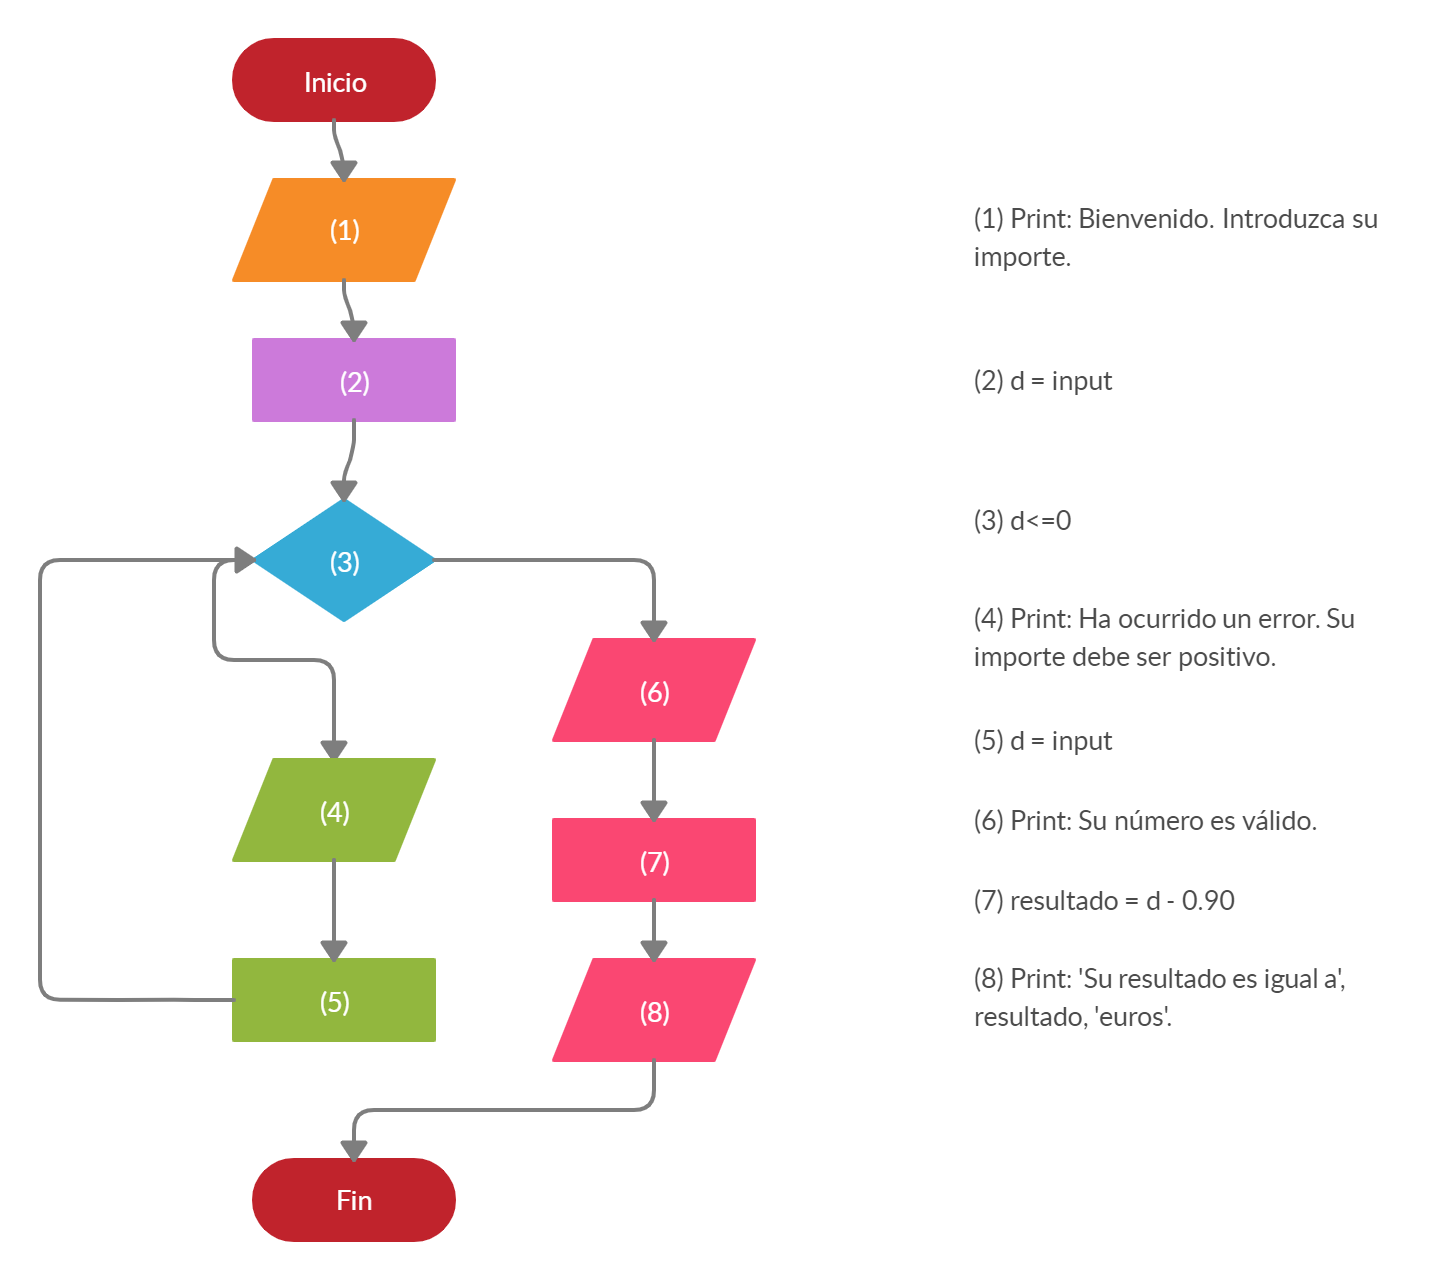 Inicio
(1)
(2)
(3)
(4)
(5)
(6)
(7)
(8)
Fin
(1) Print: Bienvenido. Introduzca su
importe.
(2) d = input
(3) d<=0
(4) Print: Ha ocurrido un error. Su
importe debe ser positivo.
(5) d = input
(6) Print: Su número es válido.
(7) resultado = d - 0.90
(8) Print: 'Su resultado es igual a',
resultado, 'euros'.